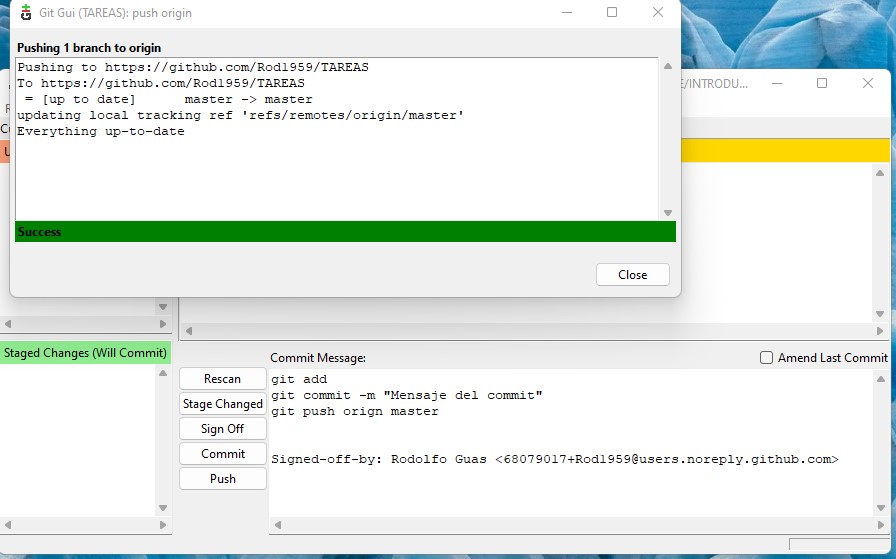 Git Gui (TAREAS): push origin
Pushing 1 branch to origin
Pushing to https://github.com/Rod1959/TAREAS
To https://github.com/Rod1959/TAREAS
 = [up to date]      master -> master
updating local tracking ref 'refs/remotes/origin/master'
Everything up-to-date
Success
Close
E/INTRODU...
Staged Changes (Will Commit)
Rescan
Stage Changed
Sign Off
Commit
Push
Commit Message:
Amend Last Commit
git add
git commit -m "Mensaje del commit"
git push orign master
Signed-off-by: Rodolfo Guas <68079017+Rod1959@users.noreply.github.com>